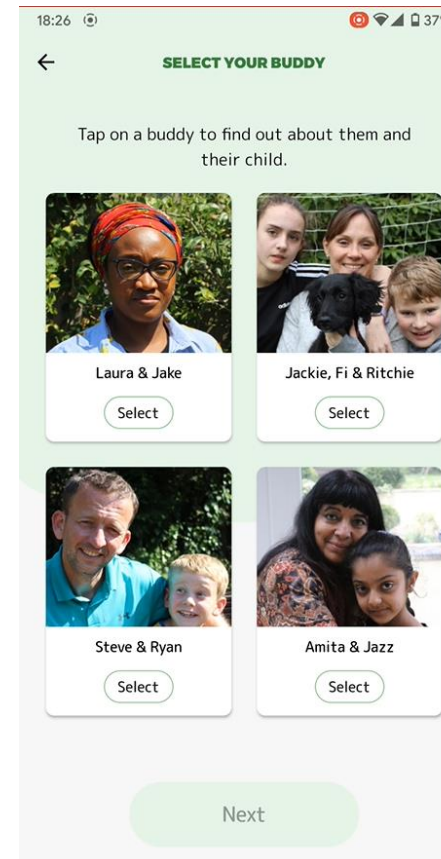 18:26 37%
SELECT YOUR BUDDY
Tap on a buddy to find out about them and
their child.
Laura & Jake Jackie, Fi & Ritchie
Select Select
Steve & Ryan Amita & Jazz
Select Select
Next